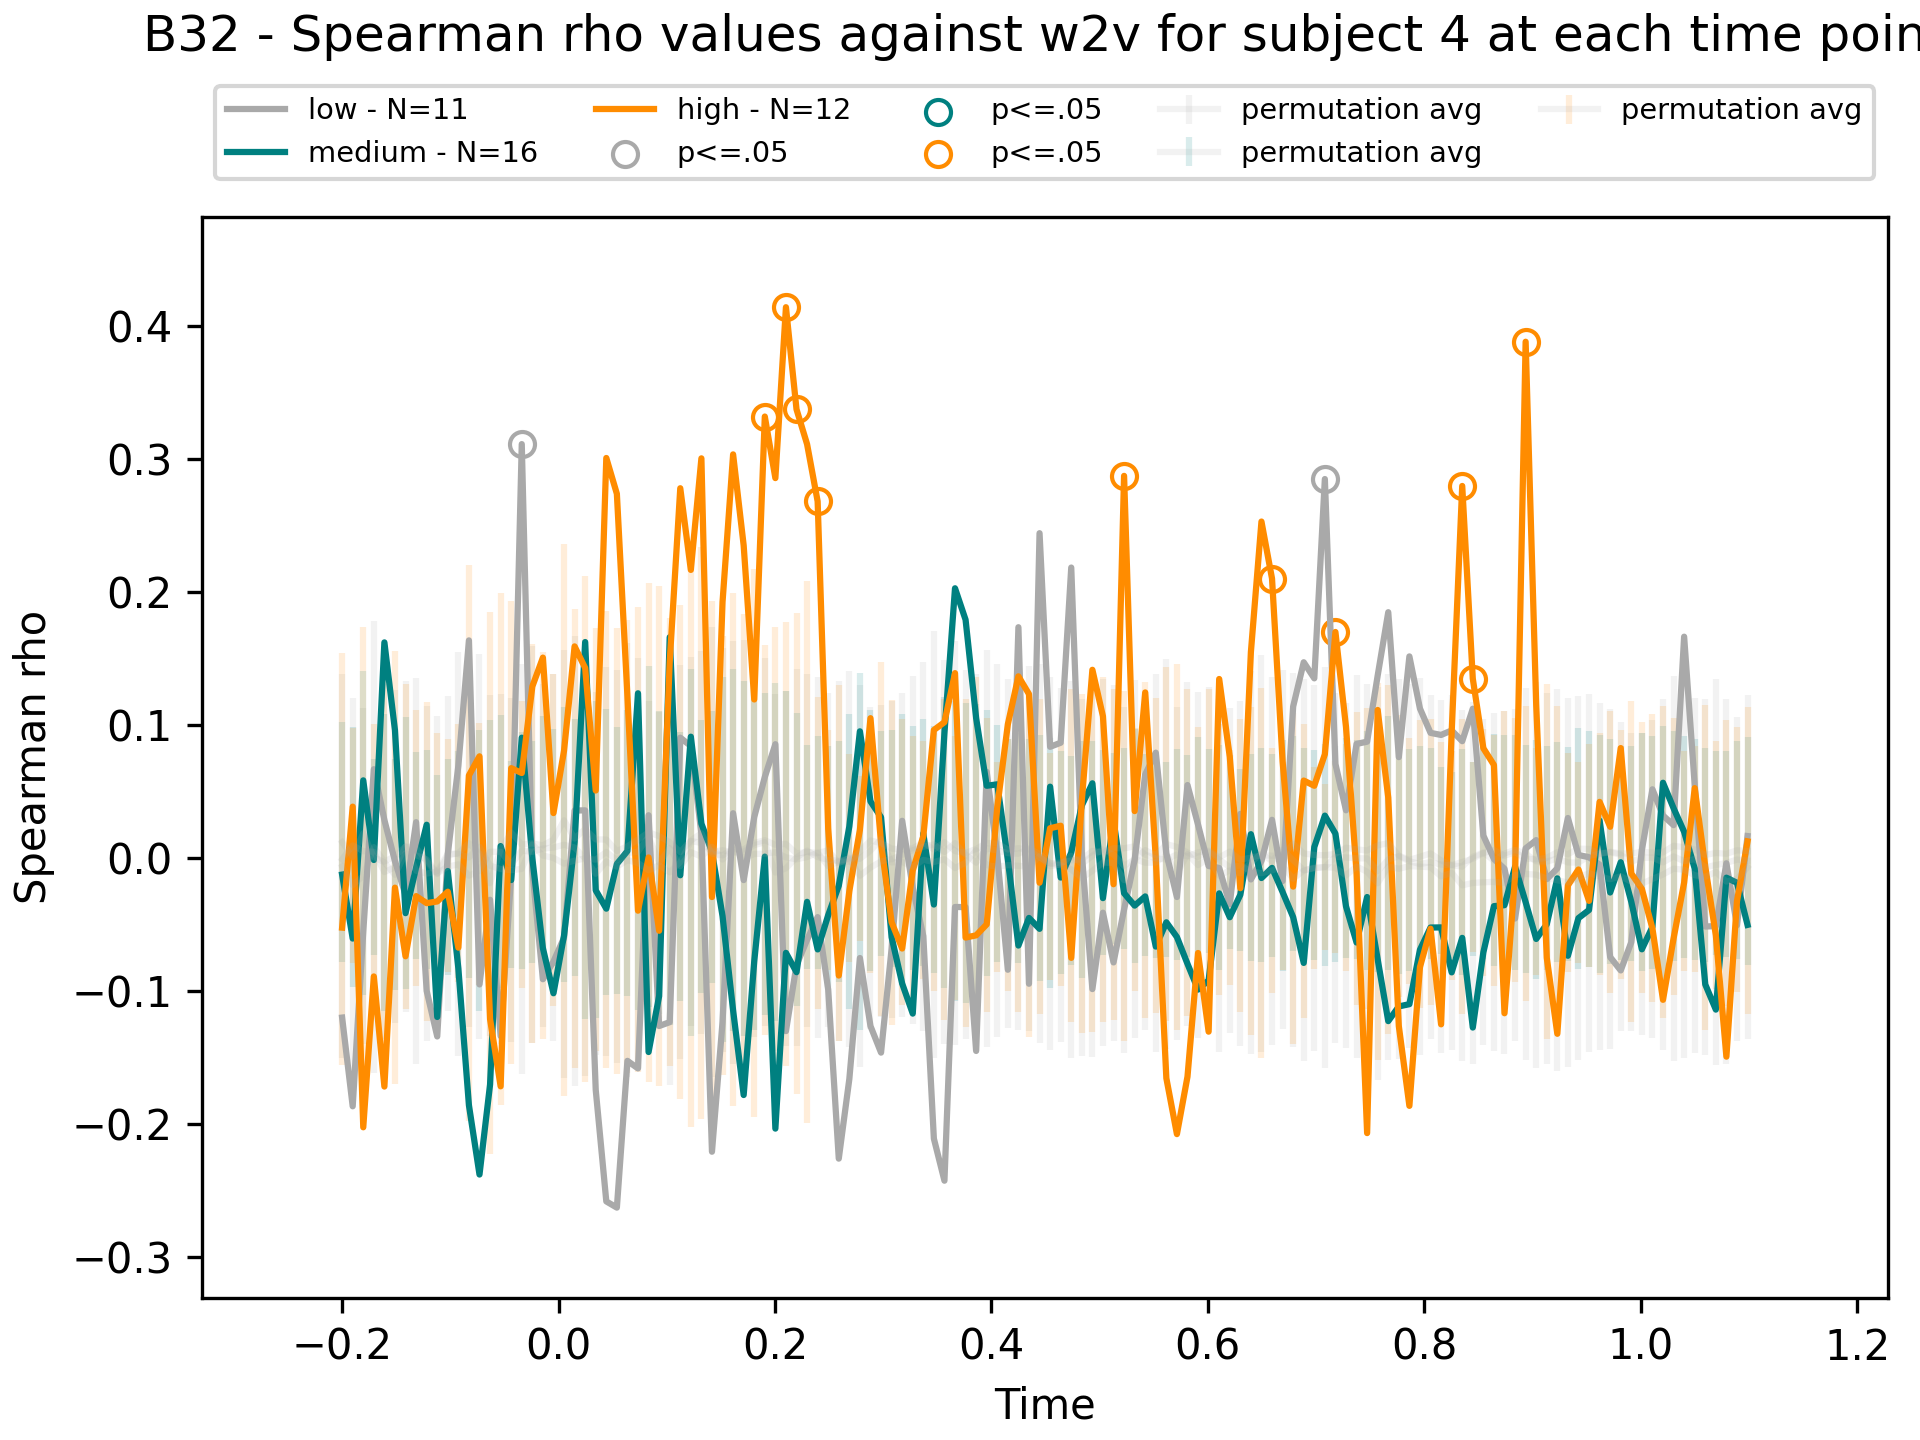 B32 - Spearman rho values against w2v for subject 4 at each time poin
low - N=11 high - N=12 p<=.05 permutation avg permutation avg
medium - N=16 p<=.05 p<=.05 permutation avg
Spearman rho
0.4
0.3
0.2
0.1
0.0
−0.1
−0.2
−0.3
−0.2 0.0 0.2 0.4 0.6 0.8 1.0 1.2
Time